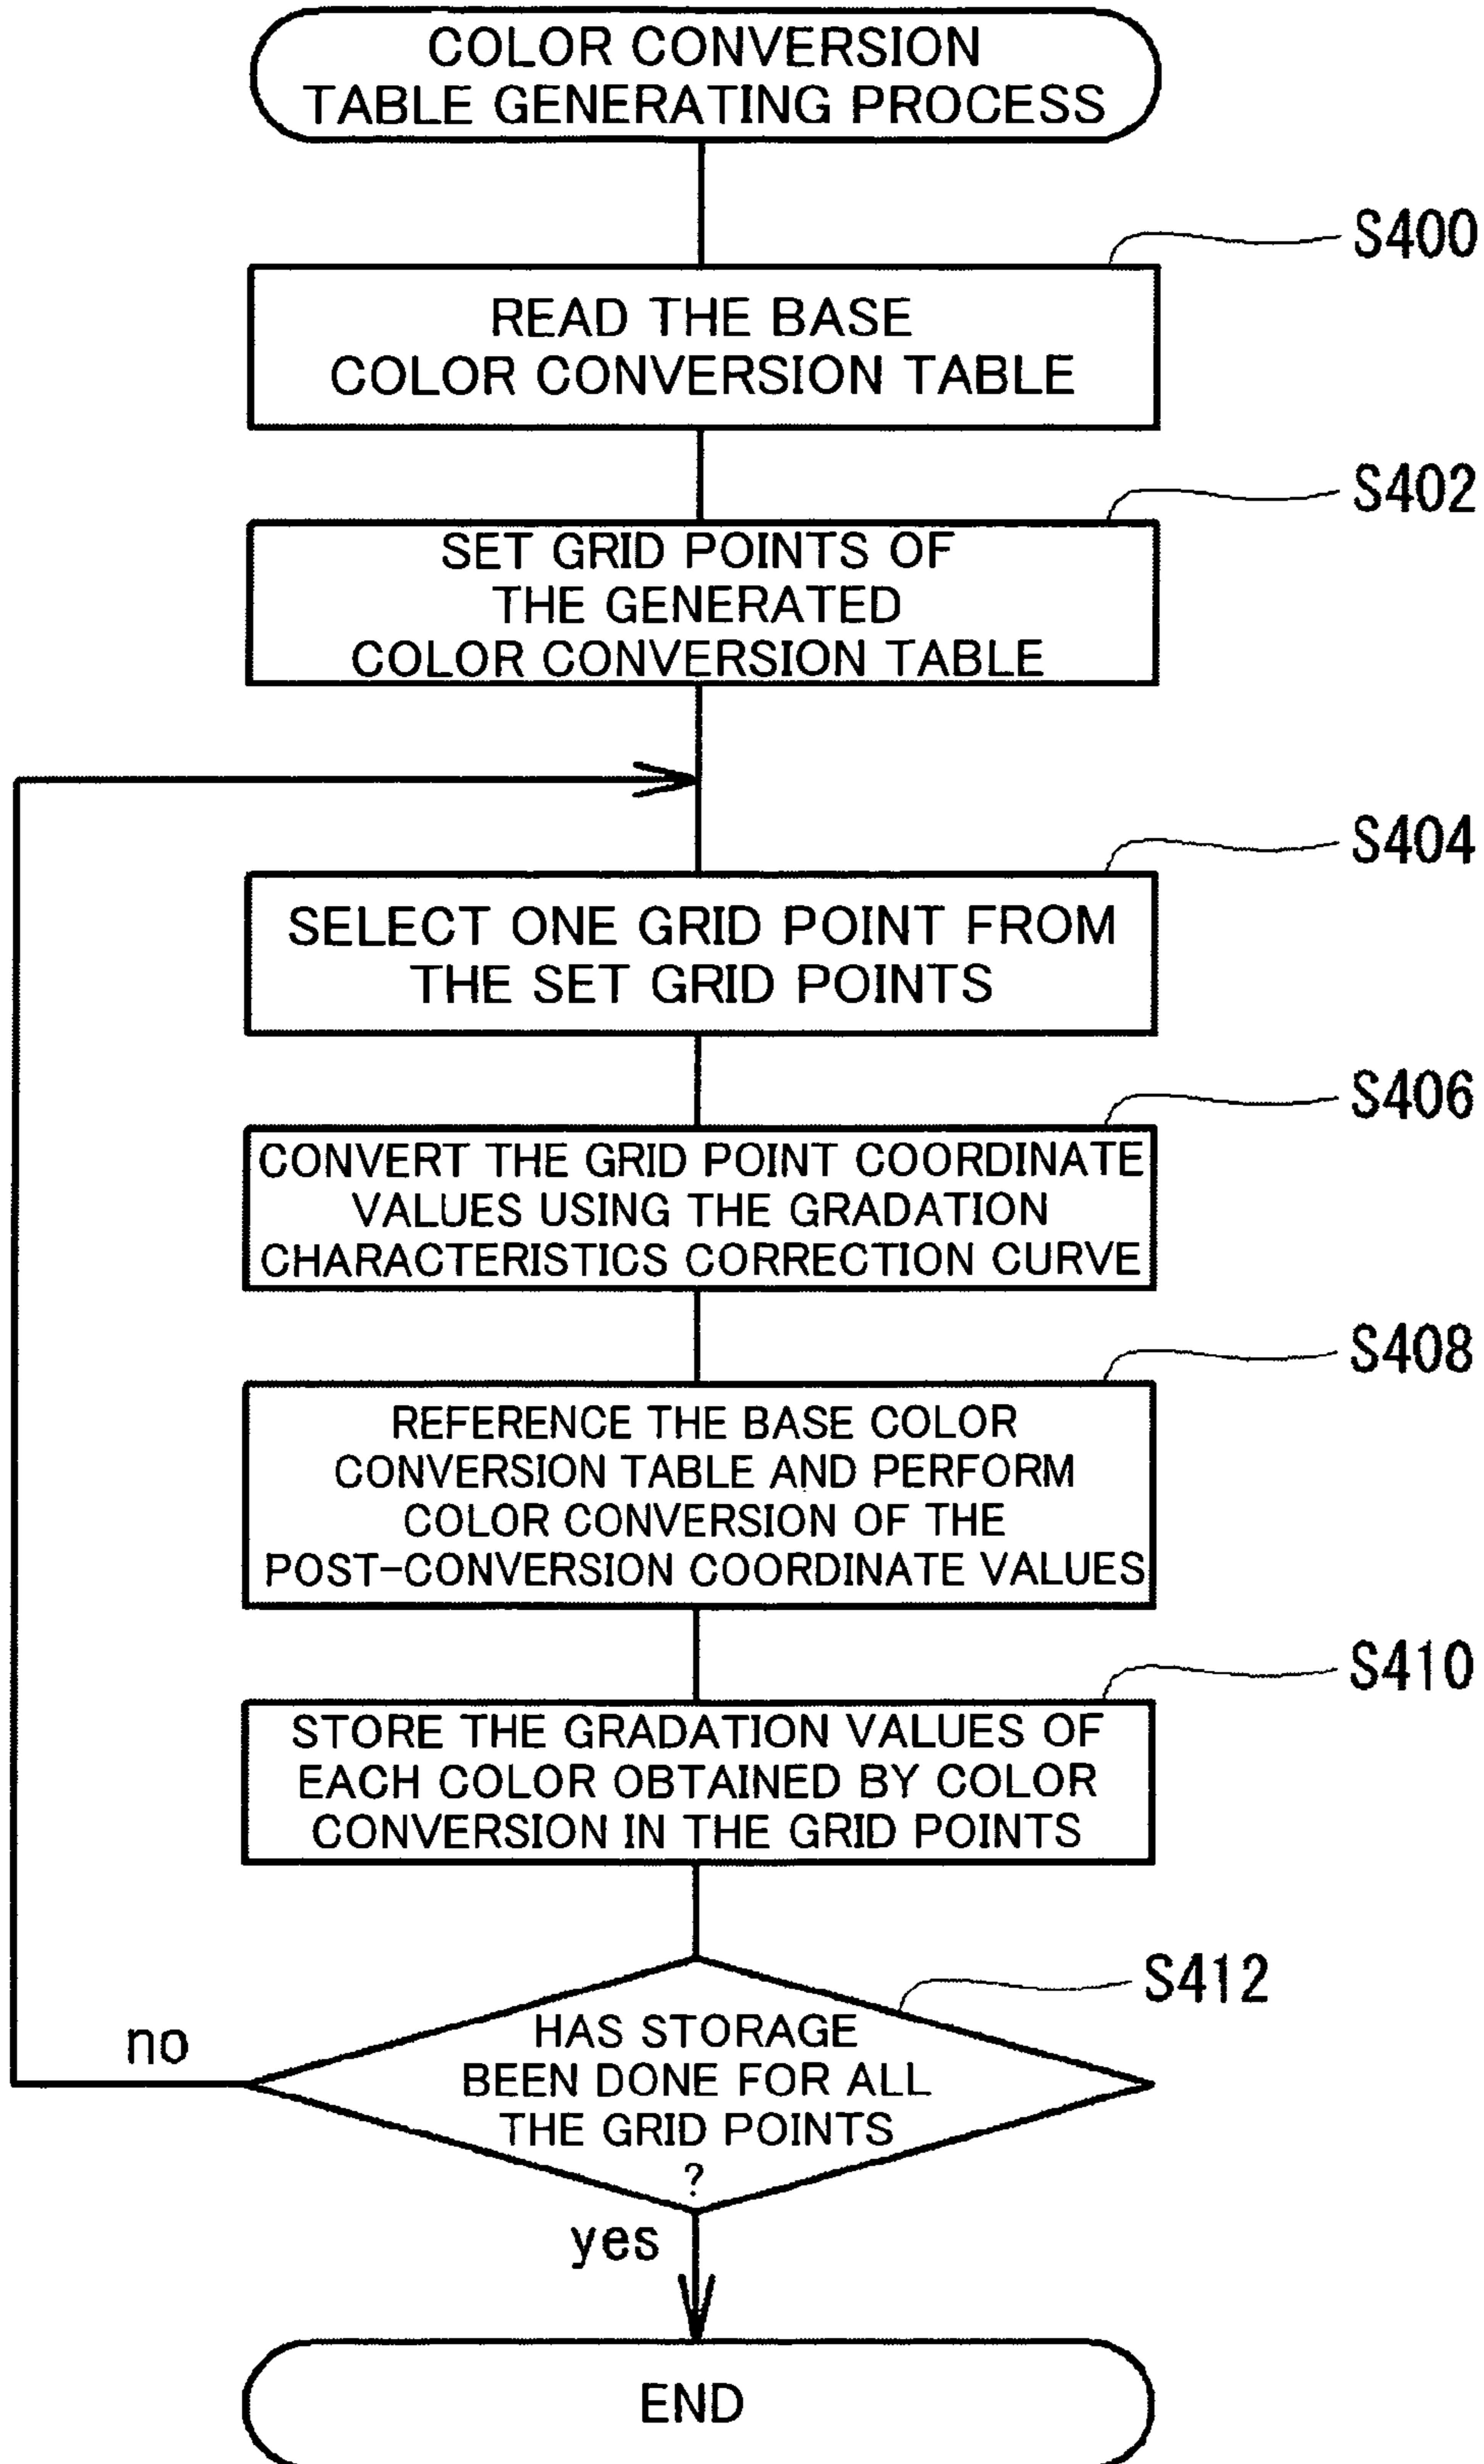 COLOR CONVERSION
TABLE GENERATING PROCESS
S400
READ THE BASE
COLOR CONVERSION TABLE
S402
SET GRID POINTS OF
THE GENERATED
COLOR CONVERSION TABLE
S404
SELECT ONE GRID POINT FROM
THE SET GRID POINTS
S406
CONVERT THE GRID POINT COORDINATE
VALUES USING THE GRADATION
CHARACTERISTICS CORRECTION CURVE
S408
REFERENCE THE BASE COLOR
CONVERSION TABLE AND PERFORM
COLOR CONVERSION OF THE
POST-CONVERSION COORDINATE VALUES
S410
STORE THE GRADATION VALUES OF
EACH COLOR OBTAINED BY COLOR
CONVERSION IN THE GRID POINTS
S412
HAS STORAGE
BEEN DONE FOR ALL
THE GRID POINTS
?
no
yes
END